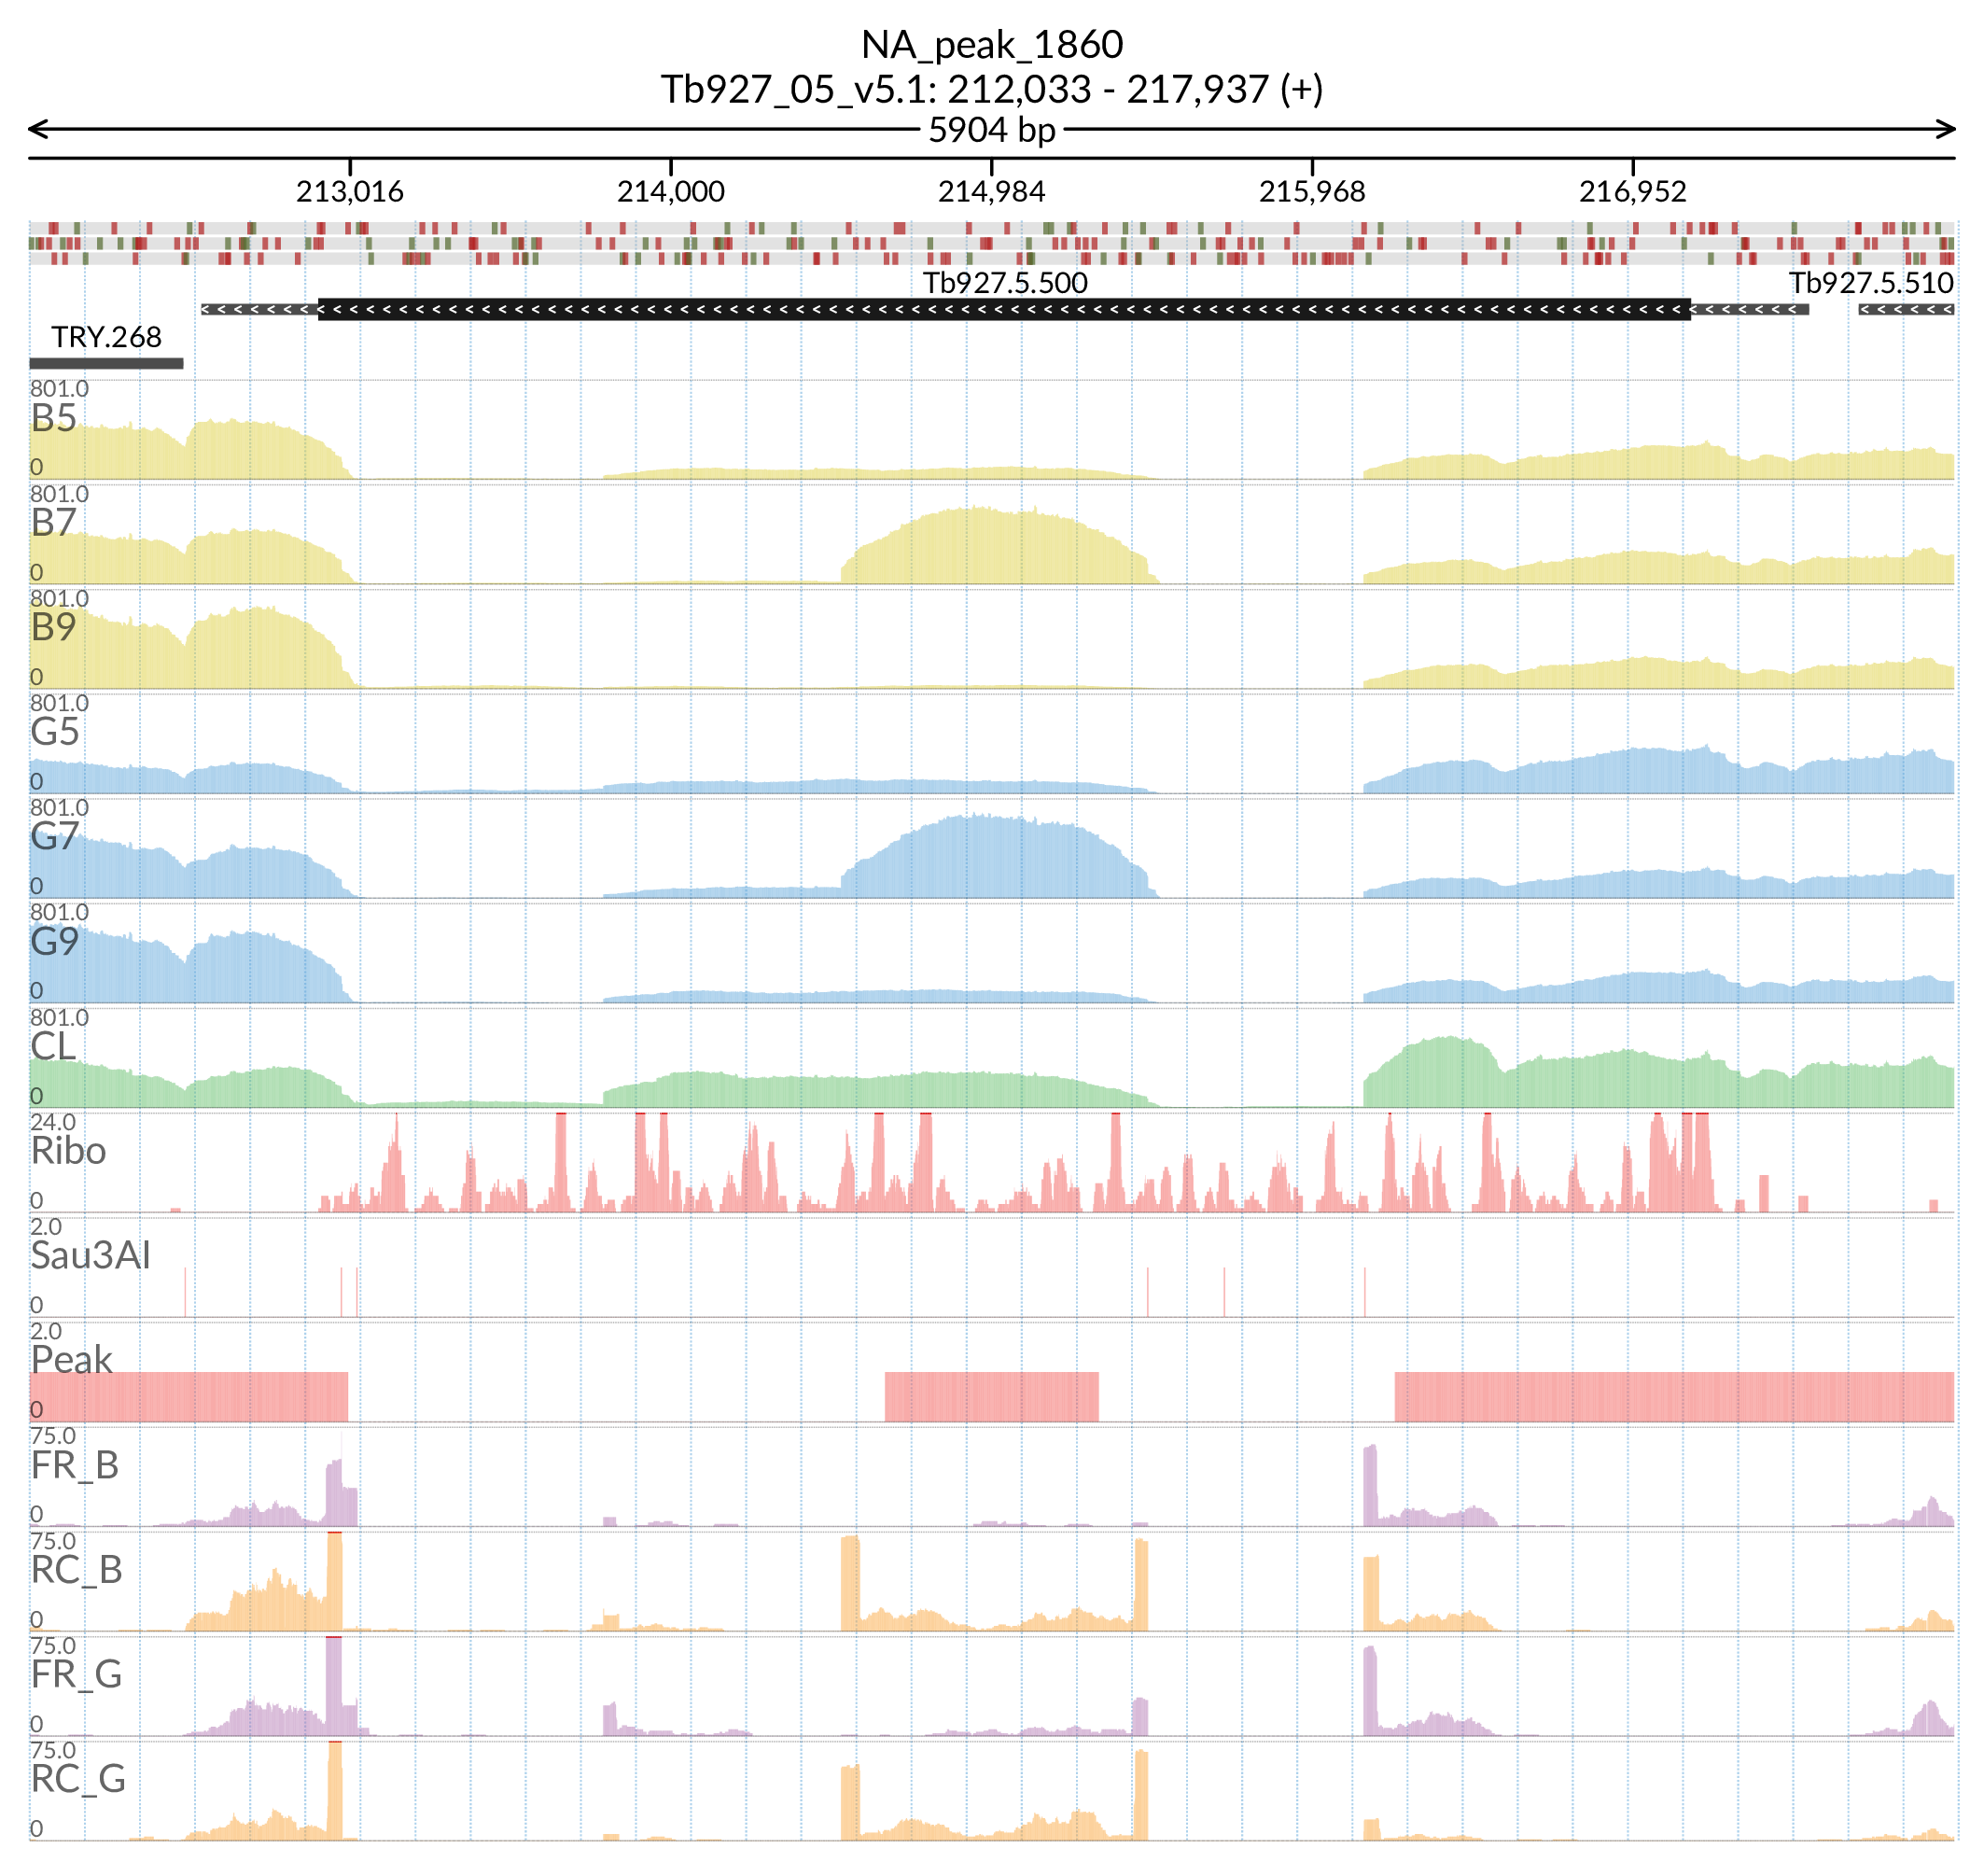 NA_peak_1860
Tb927_05_v5.1: 212,033 - 217,937 (+)
5904 bp
213,016 214,000 214,984 215,968 216,952
Tb927.5.500 Tb927.5.510
TRY.268
801.0
B5
0
801.0
B7
0
801.0
B9
0
801.0
G5
0
801.0
G7
0
801.0
G9
0
801.0
CL
0
24.0
Ribo
0
2.0
Sau3AI
0
2.0
Peak
0
75.0
FR_B
0
75.0
RC_B
0
75.0
FR_G
0
75.0
RC_G
0